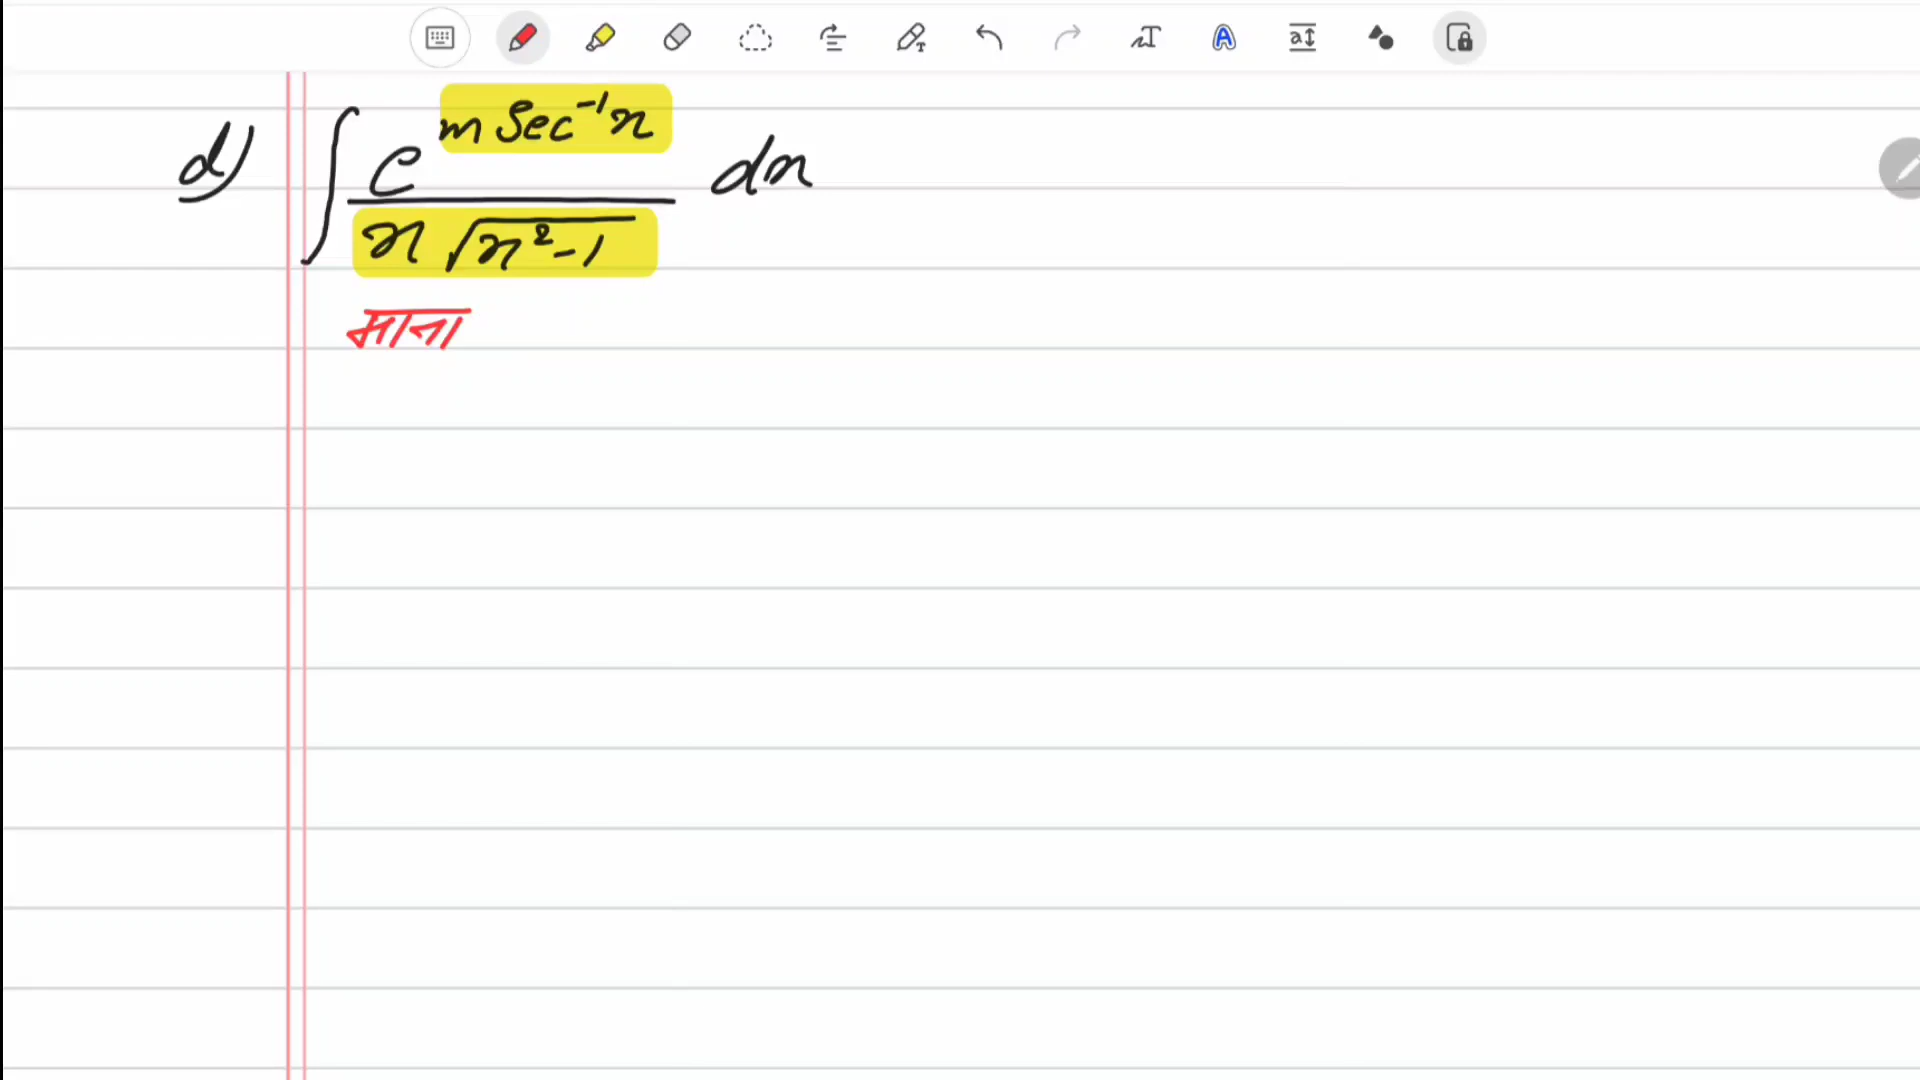 d) ∫ e^(m Sec⁻¹x) / (x √(x²-1)) dx
माना